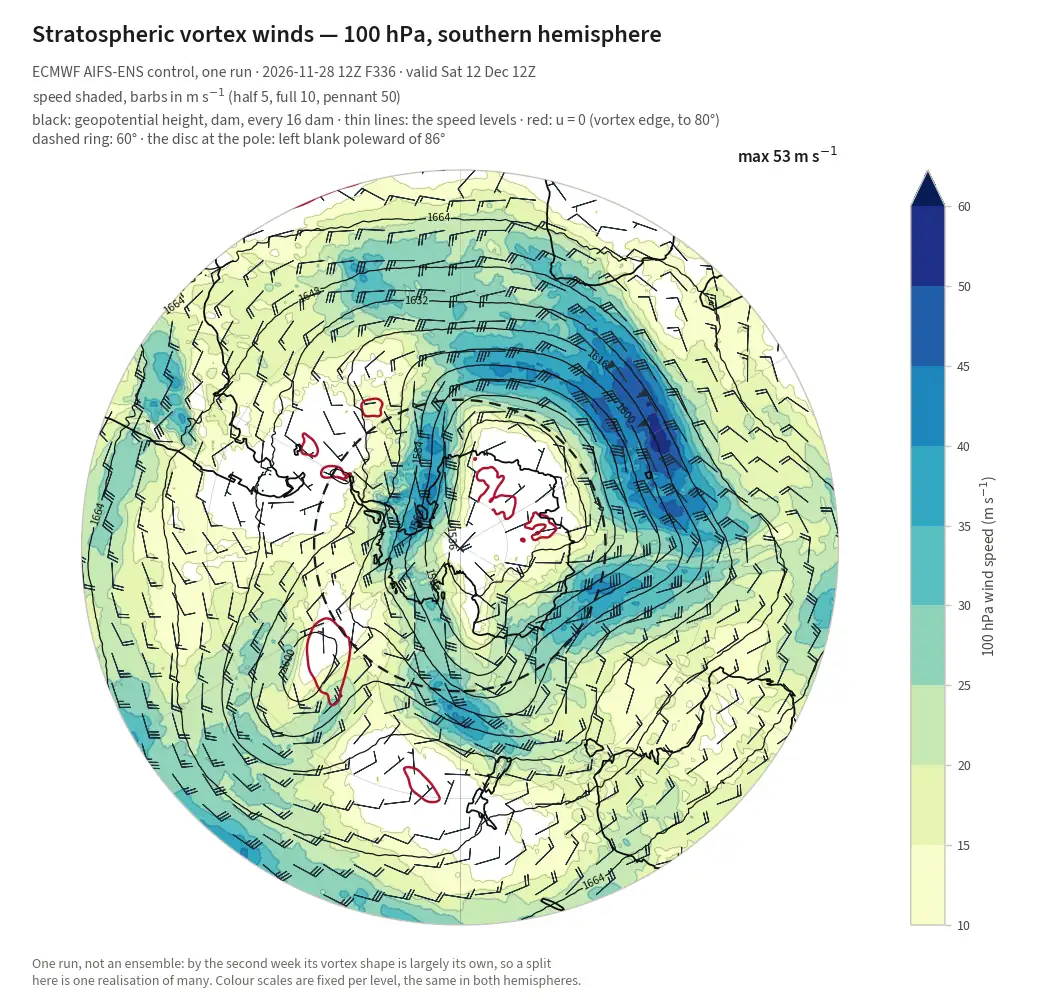 Stratospheric vortex winds — 100 hPa, southern hemisphere
ECMWF AIFS-ENS control, one run · 2026-11-28 12Z F336 · valid Sat 12 Dec 12Z
speed shaded, barbs in m s⁻¹ (half 5, full 10, pennant 50)
black: geopotential height, dam, every 16 dam · thin lines: the speed levels · red: u = 0 (vortex edge, to 80°)
dashed ring: 60° · the disc at the pole: left blank poleward of 86°
max 53 m s⁻¹
1664
1648
1632
1664
1616
1600
1584
1664
1536
1600
1664
60
50
45
40
35
30
25
20
15
10
100 hPa wind speed (m s⁻¹)
One run, not an ensemble: by the second week its vortex shape is largely its own, so a split
here is one realisation of many. Colour scales are fixed per level, the same in both hemispheres.